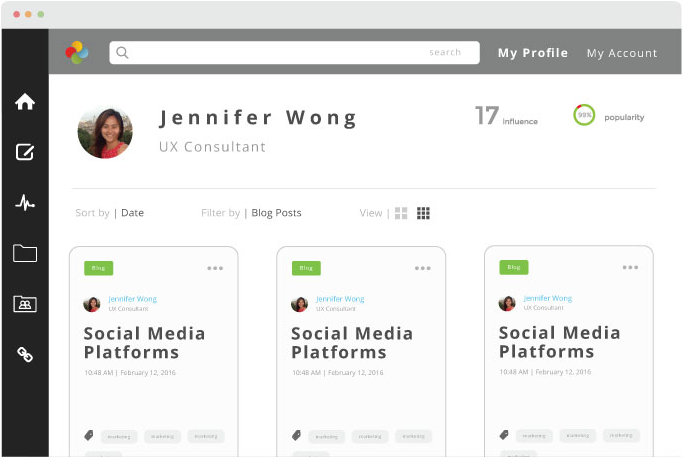 search
My Profile
My Account
Jennifer Wong
UX Consultant
17 influence
99% popularity
Sort by | Date
Filter by | Blog Posts
View |
Blog
Jennifer Wong
UX Consultant
Social Media
Platforms
10:48 AM | February 12, 2016
marketing marketing marketing
Blog
Jennifer Wong
UX Consultant
Social Media
Platforms
10:48 AM | February 12, 2016
marketing marketing marketing
Blog
Jennifer Wong
UX Consultant
Social Media
Platforms
10:48 AM | February 12, 2016
marketing marketing marketing